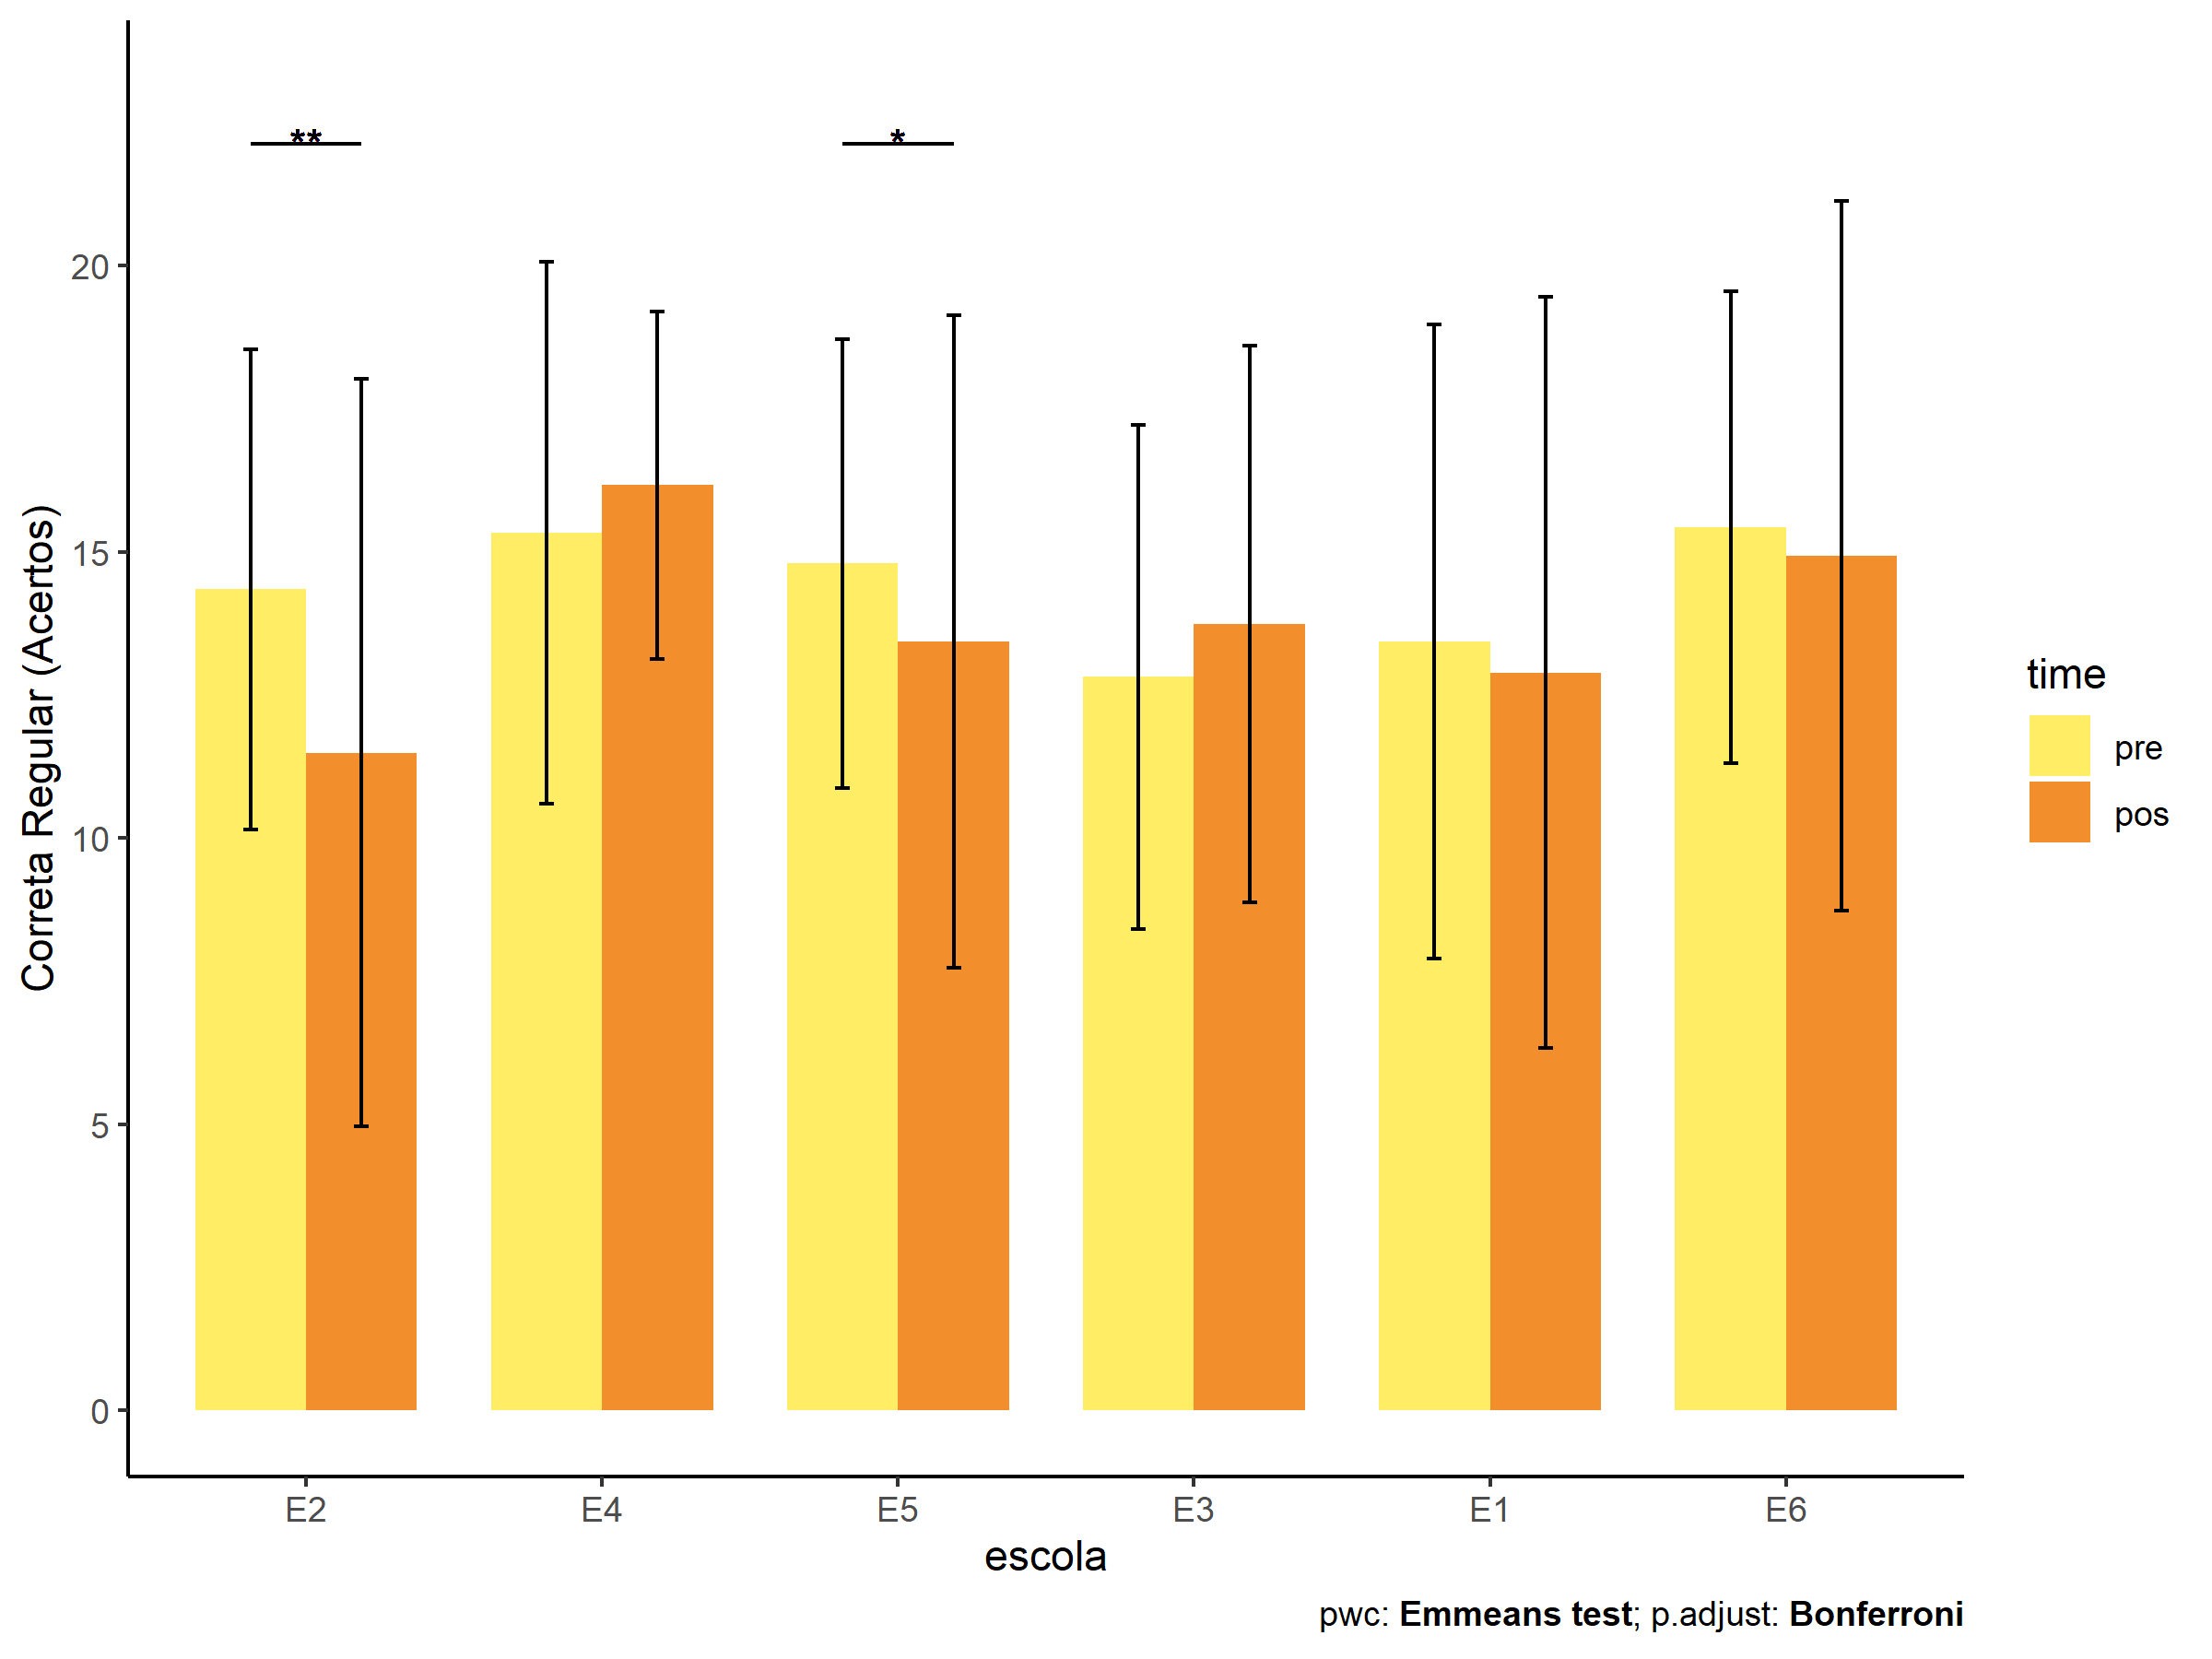 ** *
20
15
10
5
0
Correta Regular (Acertos)
E2 E4 E5 E3 E1 E6
escola
time
pre
pos
pwc: Emmeans test; p.adjust: Bonferroni